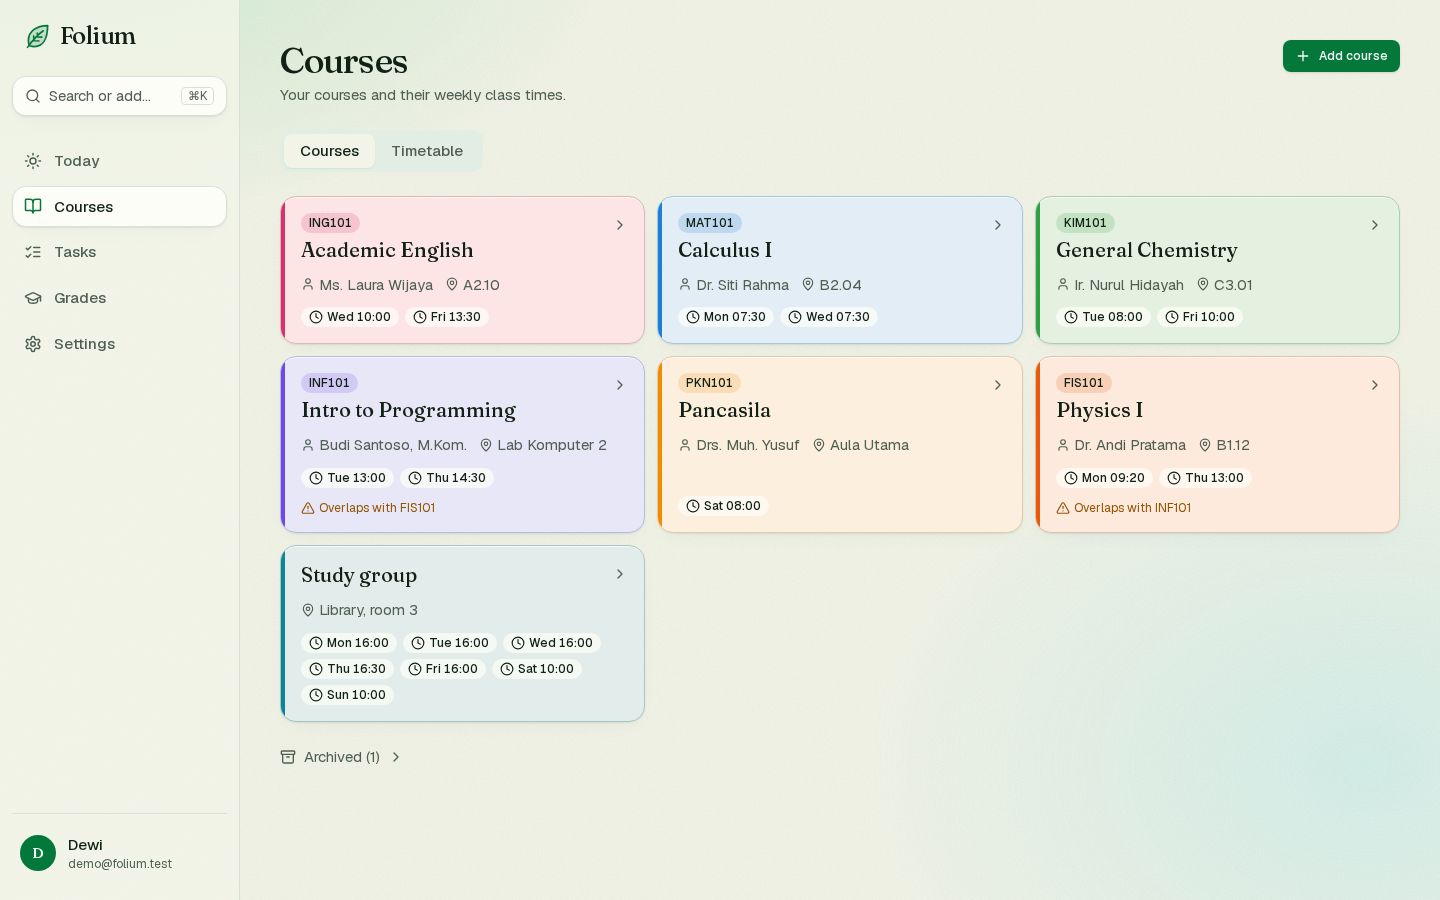 Folium
Search or add... ⌘K
Today
Courses
Tasks
Grades
Settings
Dewi
D
demo@folium.test
Courses
Your courses and their weekly class times.
Add course
Courses Timetable
ING101
Academic English
Ms. Laura Wijaya A2.10
Wed 10:00 Fri 13:30
MAT101
Calculus I
Dr. Siti Rahma B2.04
Mon 07:30 Wed 07:30
KIM101
General Chemistry
Ir. Nurul Hidayah C3.01
Tue 08:00 Fri 10:00
INF101
Intro to Programming
Budi Santoso, M.Kom. Lab Komputer 2
Tue 13:00 Thu 14:30
Overlaps with FIS101
PKN101
Pancasila
Drs. Muh. Yusuf Aula Utama
Sat 08:00
FIS101
Physics I
Dr. Andi Pratama B1.12
Mon 09:20 Thu 13:00
Overlaps with INF101
Study group
Library, room 3
Mon 16:00 Tue 16:00 Wed 16:00
Thu 16:30 Fri 16:00 Sat 10:00
Sun 10:00
Archived (1)